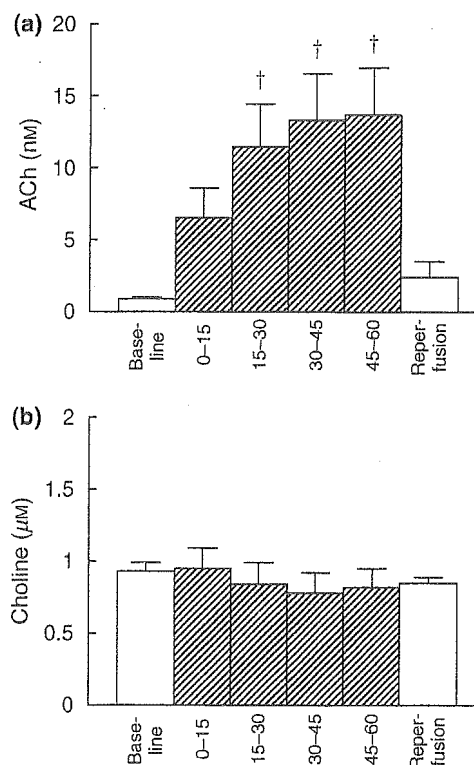 (a)
20
15
10
5
0
ACh (nM)
† † †
Base-
line
0–15
15–30
30–45
45–60
Reper-
fusion
(b)
2
1.5
1
0.5
0
Choline (μM)
Base-
line
0–15
15–30
30–45
45–60
Reper-
fusion